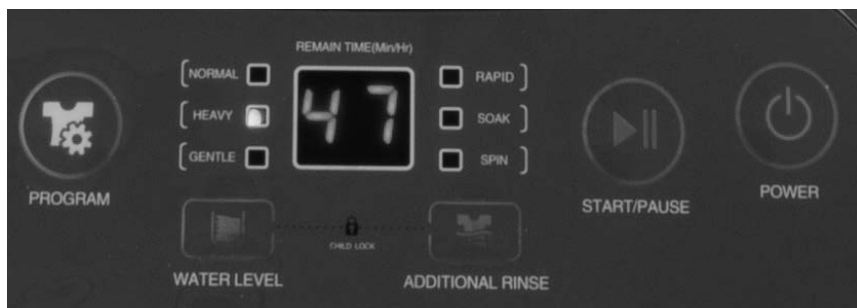 REMAIN TIME(Min/Hr)
NORMAL
HEAVY
GENTLE
47
RAPID
SOAK
SPIN
PROGRAM
START/PAUSE
POWER
CHILD LOCK
WATER LEVEL
ADDITIONAL RINSE